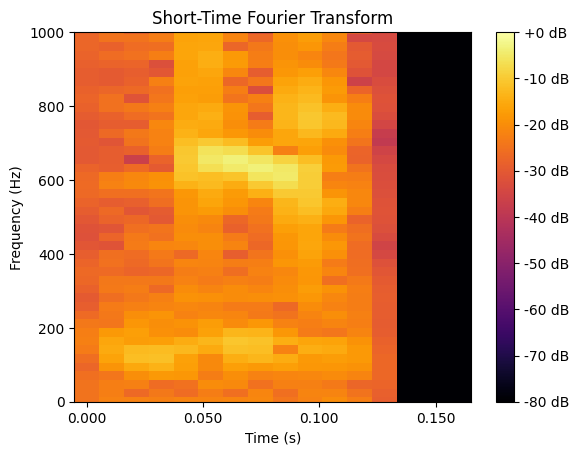 Short-Time Fourier Transform
Frequency (Hz)
1000
800
600
400
200
0
0.000
0.050
0.100
0.150
Time (s)
+0 dB
-10 dB
-20 dB
-30 dB
-40 dB
-50 dB
-60 dB
-70 dB
-80 dB